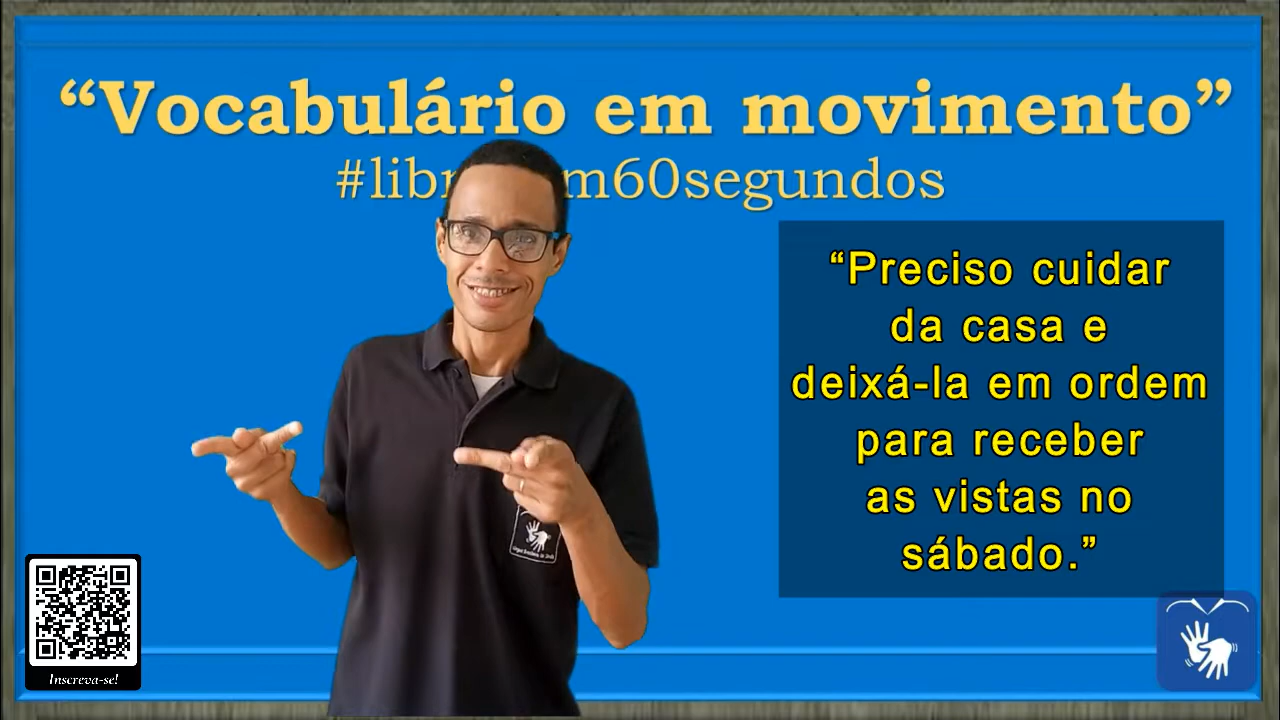 “Vocabulário em movimento”
#lib m60segundos
“Preciso cuidar
da casa e
deixá-la em ordem
para receber
as vistas no
sábado.”
Inscreva-se!